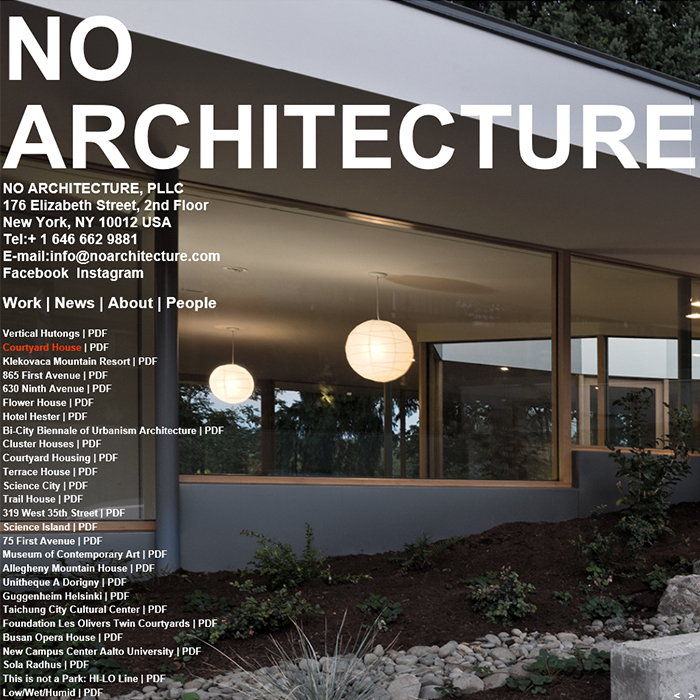 NO
ARCHITECTURE
NO ARCHITECTURE, PLLC
176 Elizabeth Street, 2nd Floor
New York, NY 10012 USA
Tel:+ 1 646 662 9881
E-mail:info@noarchitecture.com
Facebook Instagram
Work | News | About | People
Vertical Hutongs | PDF
Courtyard House | PDF
Klekovaca Mountain Resort | PDF
865 First Avenue | PDF
630 Ninth Avenue | PDF
Flower House | PDF
Hotel Hester | PDF
Bi-City Biennale of Urbanism Architecture | PDF
Cluster Houses | PDF
Courtyard Housing | PDF
Terrace House | PDF
Science City | PDF
Trail House | PDF
319 West 35th Street | PDF
Science Island | PDF
75 First Avenue | PDF
Museum of Contemporary Art | PDF
Allegheny Mountain House | PDF
Unitheque A Dorigny | PDF
Guggenheim Helsinki | PDF
Taichung City Cultural Center | PDF
Foundation Les Olivers Twin Courtyards | PDF
Busan Opera House | PDF
New Campus Center Aalto University | PDF
Sola Radhus | PDF
This is not a Park: HI-LO Line | PDF
Low/Wet/Humid | PDF
< >